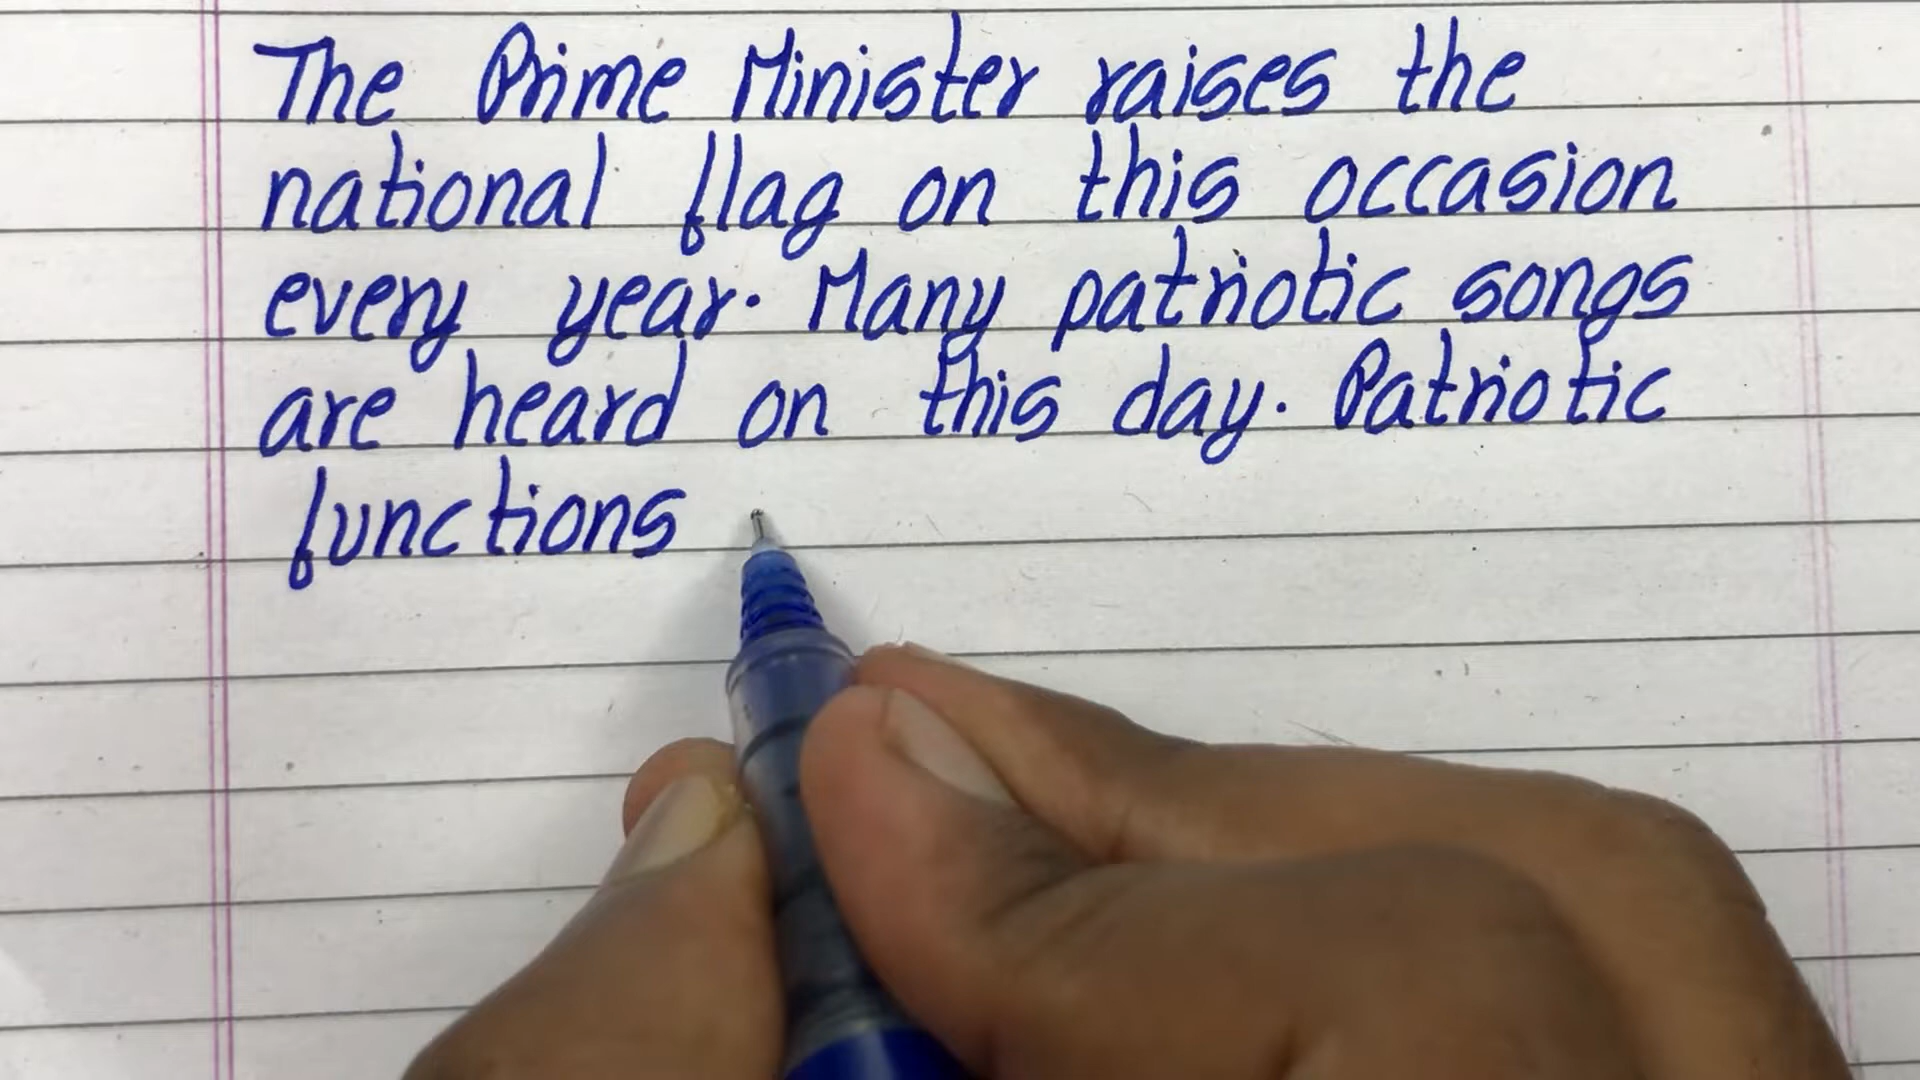 The Prime Minister raises the
national flag on this occasion
every year. Many patriotic songs
are heard on this day. Patriotic
functions